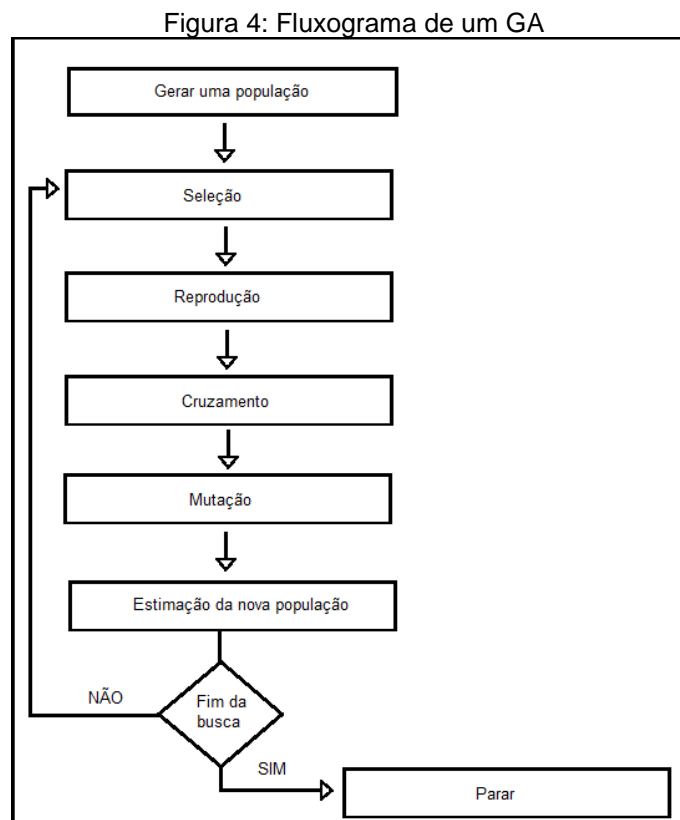 Figura 4: Fluxograma de um GA
Gerar uma população
Seleção
Reprodução
Cruzamento
Mutação
Estimação da nova população
NÃO
Fim da
busca
SIM
Parar